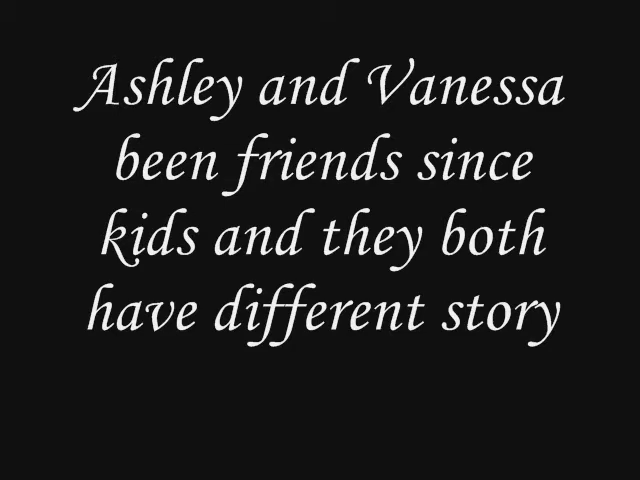 Ashley and Vanessa
been friends since
kids and they both
have different story